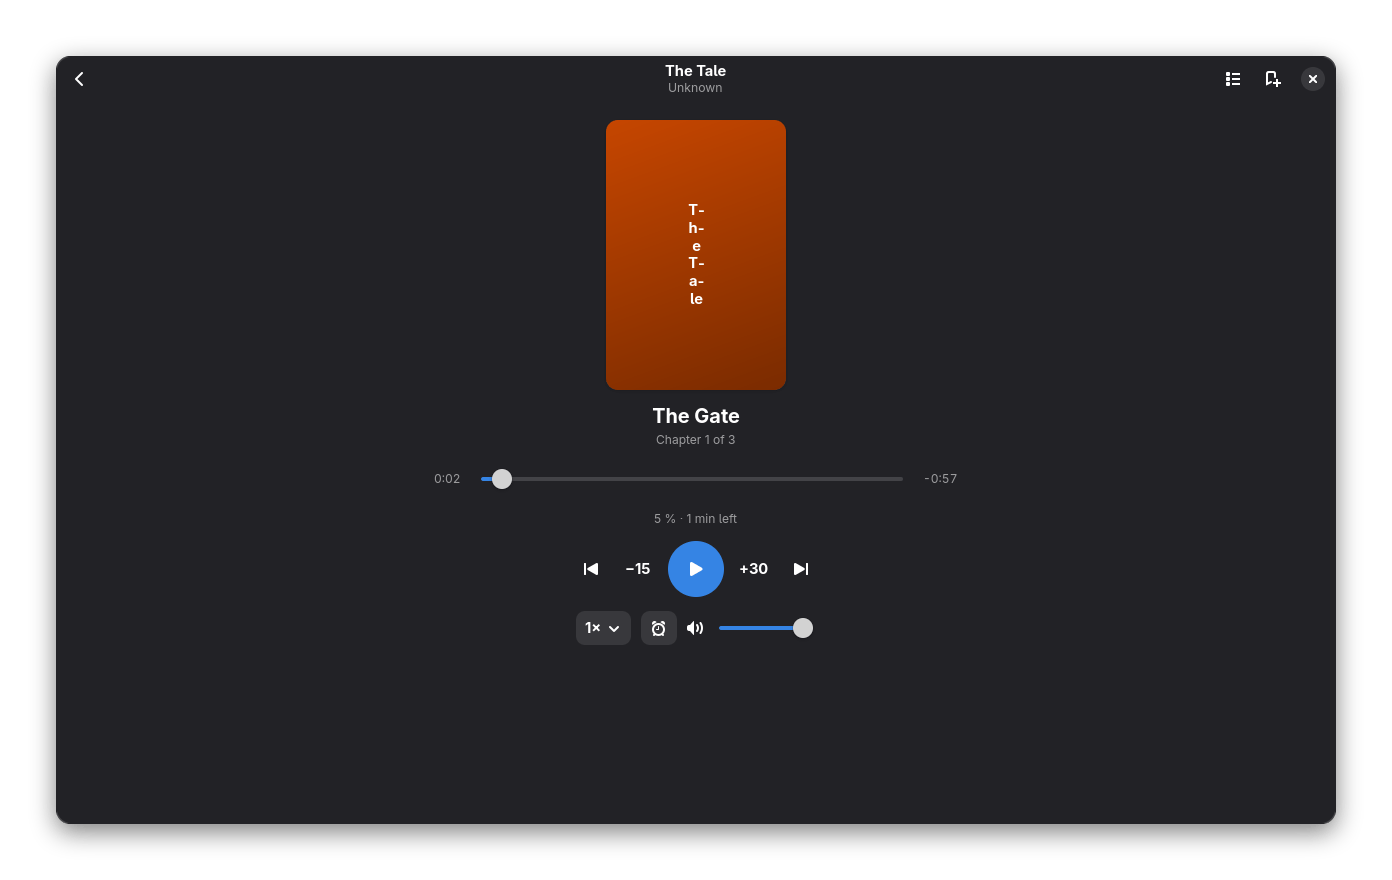 The Tale
Unknown
T-
h-
e
T-
a-
le
The Gate
Chapter 1 of 3
0:02
-0:57
5 % · 1 min left
−15
+30
1×